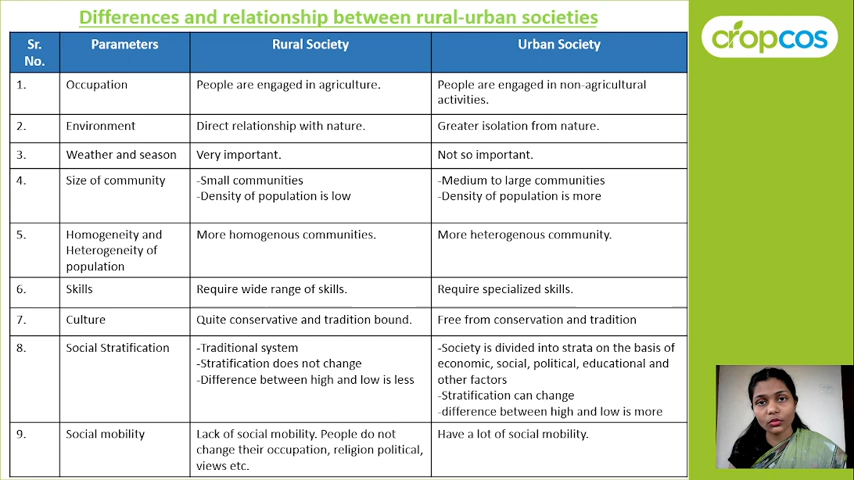 Differences and relationship between rural-urban societies
cropcos
Sr. No. Parameters Rural Society Urban Society
1. Occupation People are engaged in agriculture. People are engaged in non-agricultural activities.
2. Environment Direct relationship with nature. Greater isolation from nature.
3. Weather and season Very important. Not so important.
4. Size of community -Small communities -Medium to large communities
-Density of population is low -Density of population is more
5. Homogeneity and Heterogeneity of population More homogenous communities. More heterogenous community.
6. Skills Require wide range of skills. Require specialized skills.
7. Culture Quite conservative and tradition bound. Free from conservation and tradition
8. Social Stratification -Traditional system
-Stratification does not change
-Difference between high and low is less
-Society is divided into strata on the basis of
economic, social, political, educational and
other factors
-Stratification can change
-difference between high and low is more
9. Social mobility Lack of social mobility. People do not
change their occupation, religion political,
views etc.
Have a lot of social mobility.